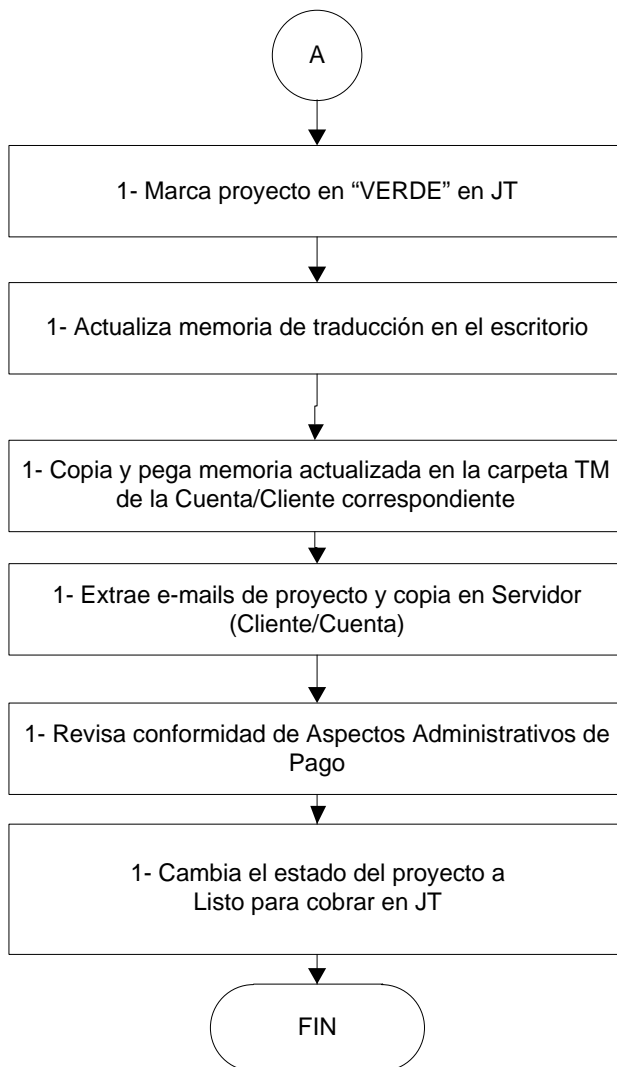 A
1- Marca proyecto en “VERDE” en JT
1- Actualiza memoria de traducción en el escritorio
1- Copia y pega memoria actualizada en la carpeta TM
de la Cuenta/Cliente correspondiente
1- Extrae e-mails de proyecto y copia en Servidor
(Cliente/Cuenta)
1- Revisa conformidad de Aspectos Administrativos de
Pago
1- Cambia el estado del proyecto a
Listo para cobrar en JT
FIN